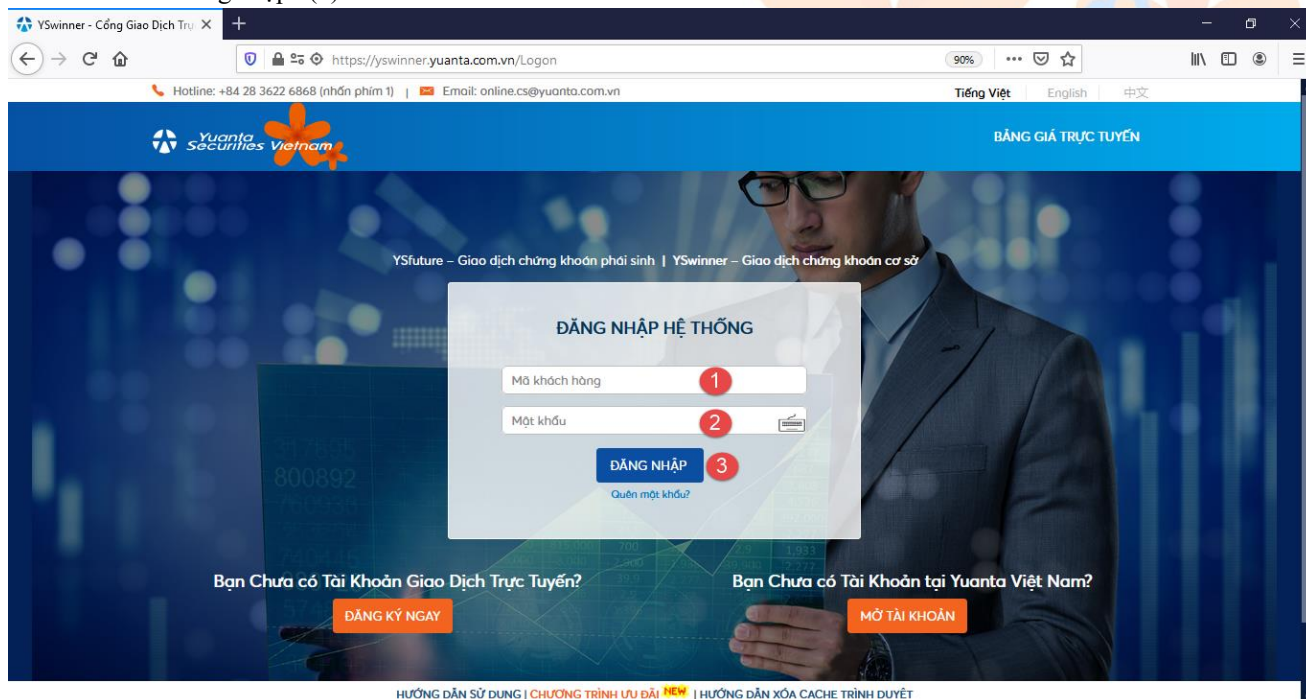 YSwinner - Cổng Giao Dịch Trự
https://yswinner.yuanta.com.vn/Logon
90%
Hotline: +84 28 3622 6868 (nhấn phím 1) | Email: online.cs@yuanta.com.vn
Tiếng Việt | English | 中文
Yuanta
Securities Vietnam
BẢNG GIÁ TRỰC TUYẾN
YSfuture – Giao dịch chứng khoán phái sinh | YSwinner – Giao dịch chứng khoán cơ sở
ĐĂNG NHẬP HỆ THỐNG
Mã khách hàng 1
Mật khẩu 2
ĐĂNG NHẬP 3
Quên mật khẩu?
800892
Bạn Chưa có Tài Khoản Giao Dịch Trực Tuyến?
ĐĂNG KÝ NGAY
Bạn Chưa có Tài Khoản tại Yuanta Việt Nam?
MỞ TÀI KHOẢN
HƯỚNG DẪN SỬ DỤNG | CHƯƠNG TRÌNH ƯU ĐÃI NEW | HƯỚNG DẪN XÓA CACHE TRÌNH DUYỆT